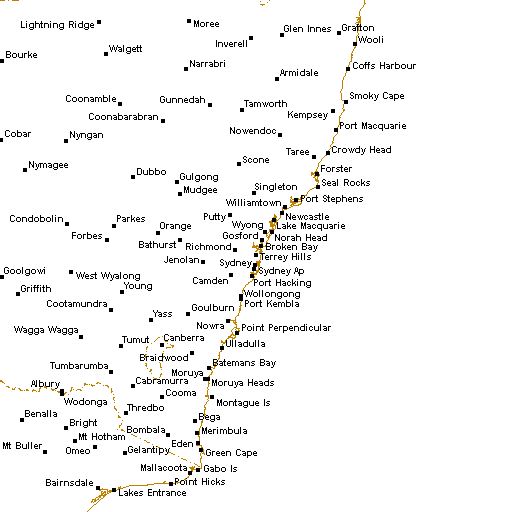 Lightning Ridge
Moree
Glen Innes
Grafton
Inverell
Wooli
Bourke
Walgett
Narrabri
Coffs Harbour
Armidale
Coonamble
Gunnedah
Tamworth
Smoky Cape
Coonabarabran
Kempsey
Cobar
Nyngan
Nowendoc
Port Macquarie
Nymagee
Scone
Taree
Crowdy Head
Dubbo
Gulgong
Forster
Mudgee
Singleton
Seal Rocks
Williamtown
Port Stephens
Condobolin
Parkes
Putty
Newcastle
Forbes
Orange
Wyong
Lake Macquarie
Bathurst
Gosford
Norah Head
Richmond
Broken Bay
Jenolan
Terrey Hills
Goolgowi
West Wyalong
Sydney
Sydney Ap
Camden
Port Hacking
Griffith
Young
Wollongong
Cootamundra
Goulburn
Port Kembla
Yass
Nowra
Point Perpendicular
Wagga Wagga
Tumut
Canberra
Ulladulla
Braidwood
Tumbarumba
Batemans Bay
Albury
Cabramurra
Moruya
Moruya Heads
Wodonga
Cooma
Montague Is
Benalla
Thredbo
Bega
Bright
Bombala
Merimbula
Mt Buller
Mt Hotham
Eden
Omeo
Gelantipy
Green Cape
Mallacoota
Gabo Is
Bairnsdale
Point Hicks
Lakes Entrance